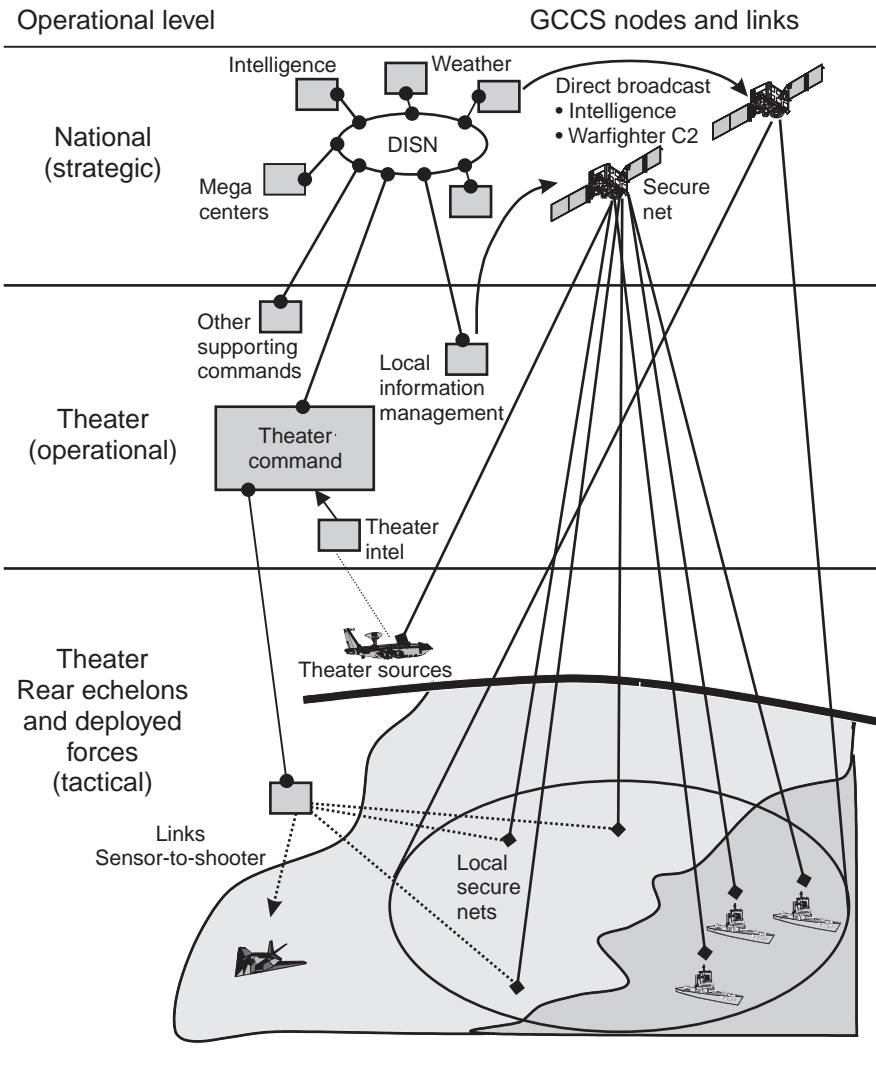 Operational level
GCCS nodes and links
National
(strategic)
Intelligence
Weather
DISN
Mega
centers
Direct broadcast
• Intelligence
• Warfighter C2
Secure
net
Theater
(operational)
Other
supporting
commands
Local
information
management
Theater
command
Theater
intel
Theater
Rear echelons
and deployed
forces
(tactical)
Theater sources
Links
Sensor-to-shooter
Local
secure
nets